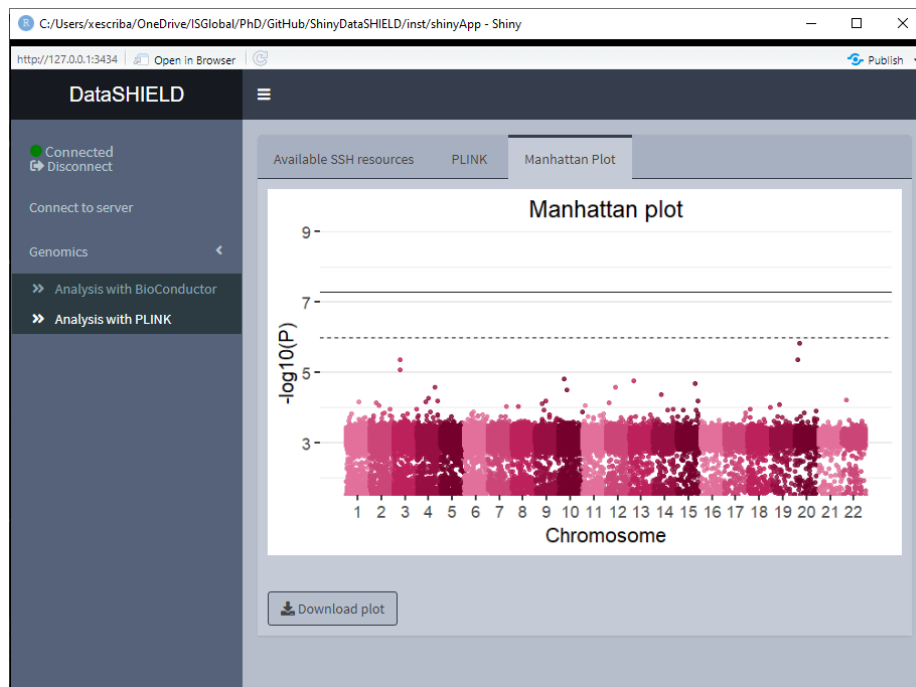 C:/Users/xescriba/OneDrive/ISGlobal/PhD/GitHub/ShinyDataSHIELD/inst/shinyApp - Shiny
http://127.0.0.1:3434 Open in Browser Publish
DataSHIELD
Connected
Disconnect
Connect to server
Genomics
Analysis with BioConductor
Analysis with PLINK
Available SSH resources PLINK Manhattan Plot
Manhattan plot
9
7
5
3
-log10(P)
1 2 3 4 5 6 7 8 9 10 11 12 13 14 15 16 17 18 19 20 21 22
Chromosome
Download plot